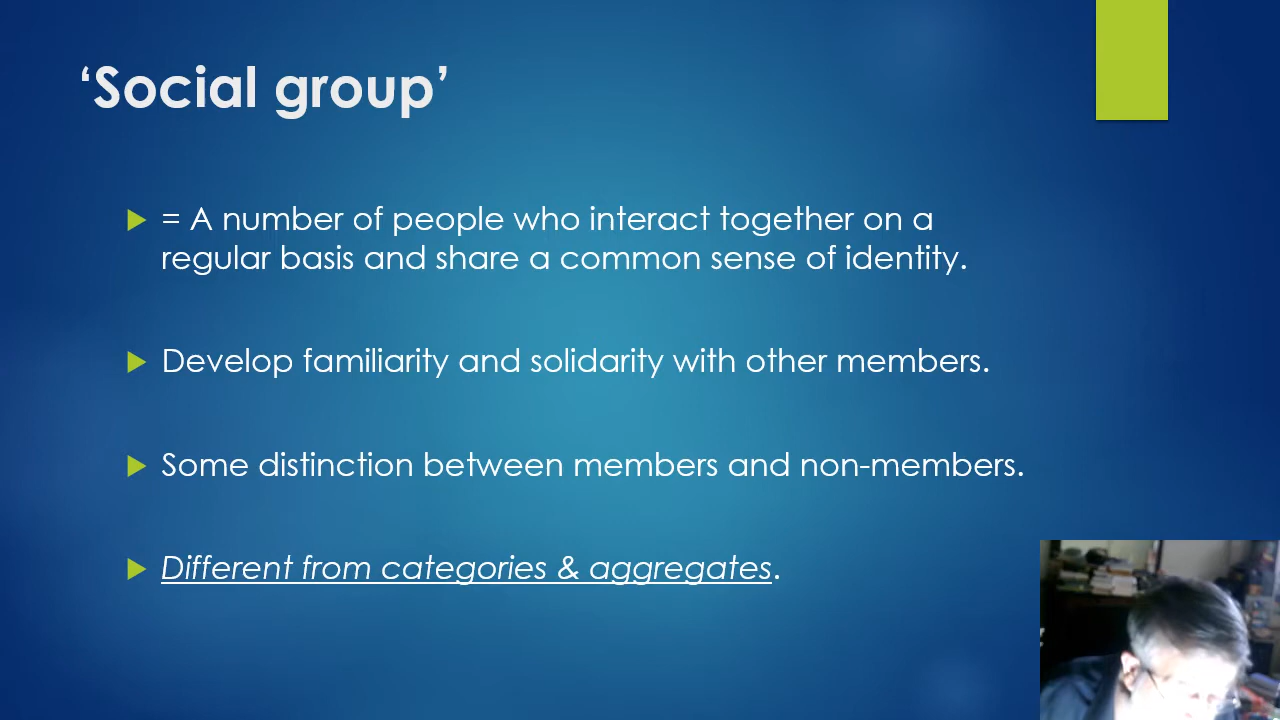 ‘Social group’
= A number of people who interact together on a
regular basis and share a common sense of identity.
Develop familiarity and solidarity with other members.
Some distinction between members and non-members.
Different from categories & aggregates.